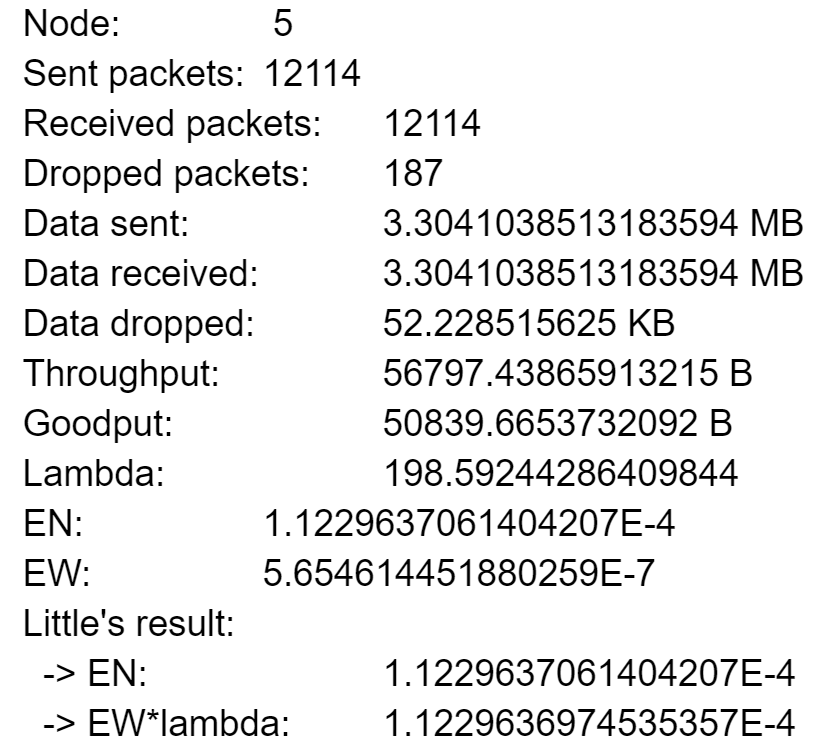 Node: 5
Sent packets: 12114
Received packets: 12114
Dropped packets: 187
Data sent: 3.3041038513183594 MB
Data received: 3.3041038513183594 MB
Data dropped: 52.228515625 KB
Throughput: 56797.43865913215 B
Goodput: 50839.6653732092 B
Lambda: 198.59244286409844
EN: 1.1229637061404207E-4
EW: 5.654614451880259E-7
Little's result:
-> EN: 1.1229637061404207E-4
-> EW*lambda: 1.1229636974535357E-4